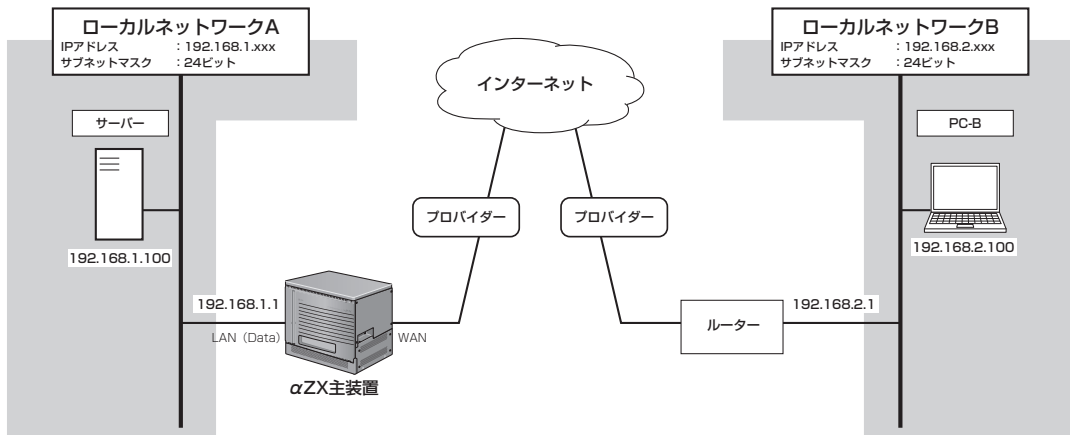 ローカルネットワークA
IPアドレス ：192.168.1.xxx
サブネットマスク ：24ビット
サーバー
192.168.1.100
192.168.1.1
LAN（Data）
WAN
αZX主装置
インターネット
プロバイダー
プロバイダー
ルーター
192.168.2.1
ローカルネットワークB
IPアドレス ：192.168.2.xxx
サブネットマスク ：24ビット
PC-B
192.168.2.100